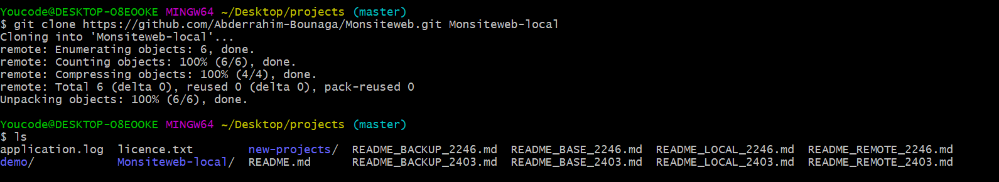 Youcode@DESKTOP-O8EOOKE MINGW64 ~/Desktop/projects (master)
$ git clone https://github.com/Abderrahim-Bounaga/Monsiteweb.git Monsiteweb-local
Cloning into 'Monsiteweb-local'...
remote: Enumerating objects: 6, done.
remote: Counting objects: 100% (6/6), done.
remote: Compressing objects: 100% (4/4), done.
remote: Total 6 (delta 0), reused 0 (delta 0), pack-reused 0
Unpacking objects: 100% (6/6), done.
Youcode@DESKTOP-O8EOOKE MINGW64 ~/Desktop/projects (master)
$ ls
application.log  licence.txt        new-projects/  README_BACKUP_2246.md  README_BASE_2246.md  README_LOCAL_2246.md  README_REMOTE_2246.md
demo/            Monsiteweb-local/  README.md      README_BACKUP_2403.md  README_BASE_2403.md  README_LOCAL_2403.md  README_REMOTE_2403.md